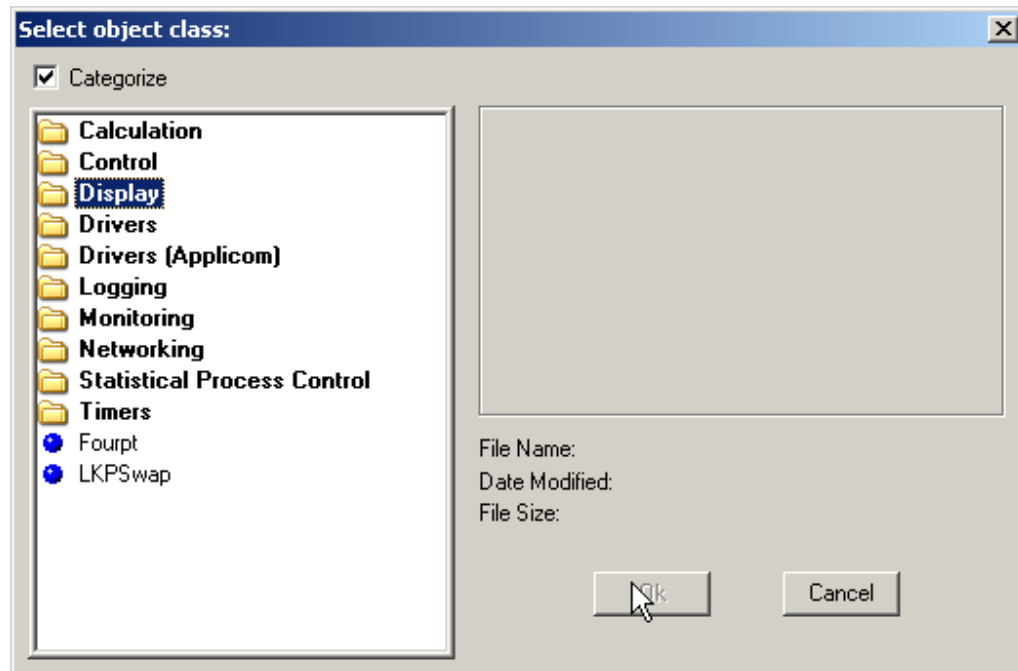 Select object class:
Categorize
Calculation
Control
Display
Drivers
Drivers (Applicom)
Logging
Monitoring
Networking
Statistical Process Control
Timers
Fourpt
LKPSwap
File Name:
Date Modified:
File Size:
Ok
Cancel